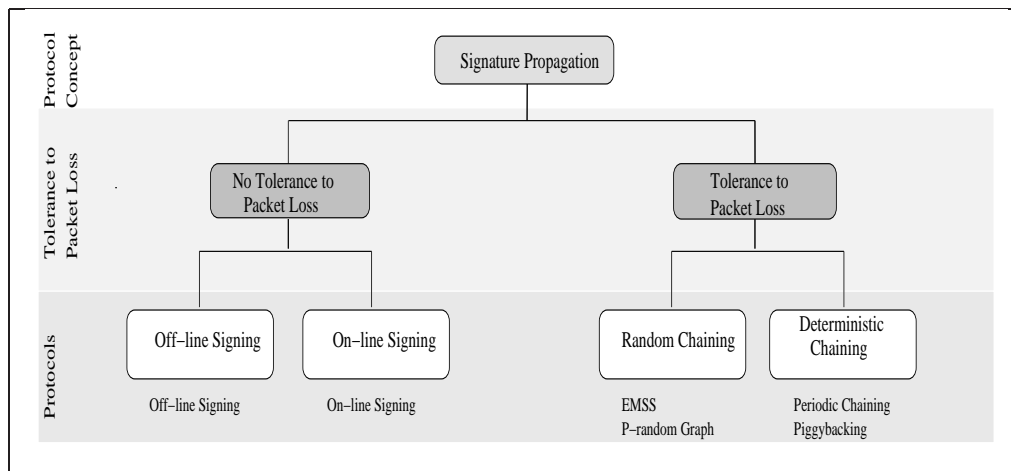 Protocol
Concept
Signature Propagation
Tolerance to
Packet Loss
No Tolerance to
Packet Loss
Tolerance to
Packet Loss
Protocols
Off−line Signing
On−line Signing
Random Chaining
Deterministic
Chaining
Off−line Signing
On−line Signing
EMSS
P−random Graph
Periodic Chaining
Piggybacking